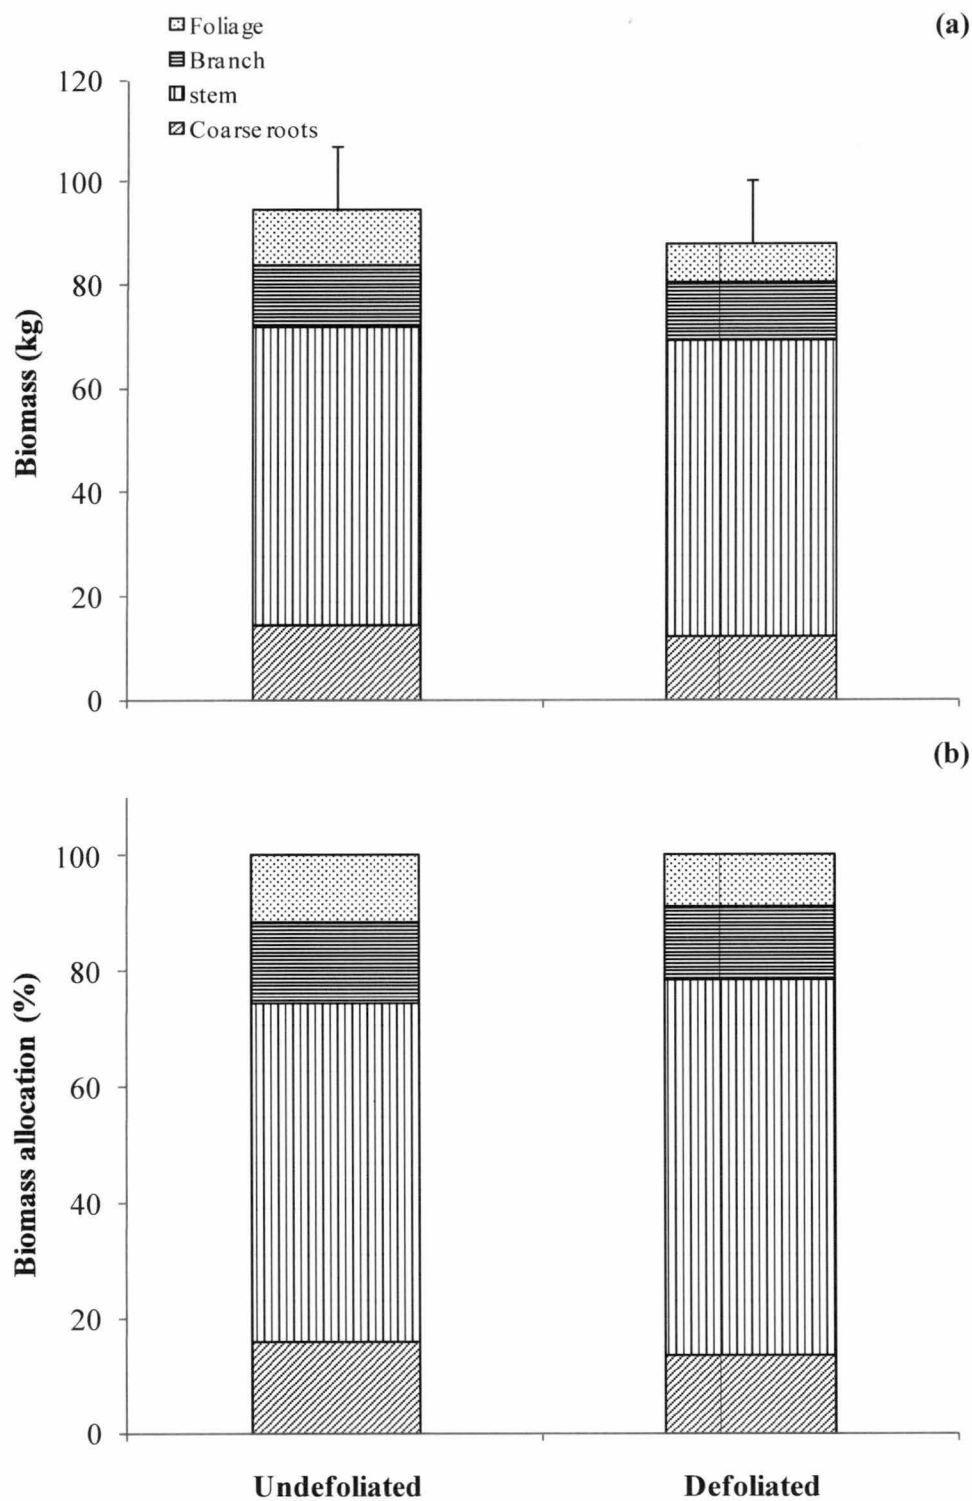 Foliage
(a)
Branch
stem
Coarse roots
120
100
80
60
40
20
0
Biomass (kg)
(b)
100
80
60
40
20
0
Biomass allocation (%)
Undefoliated
Defoliated